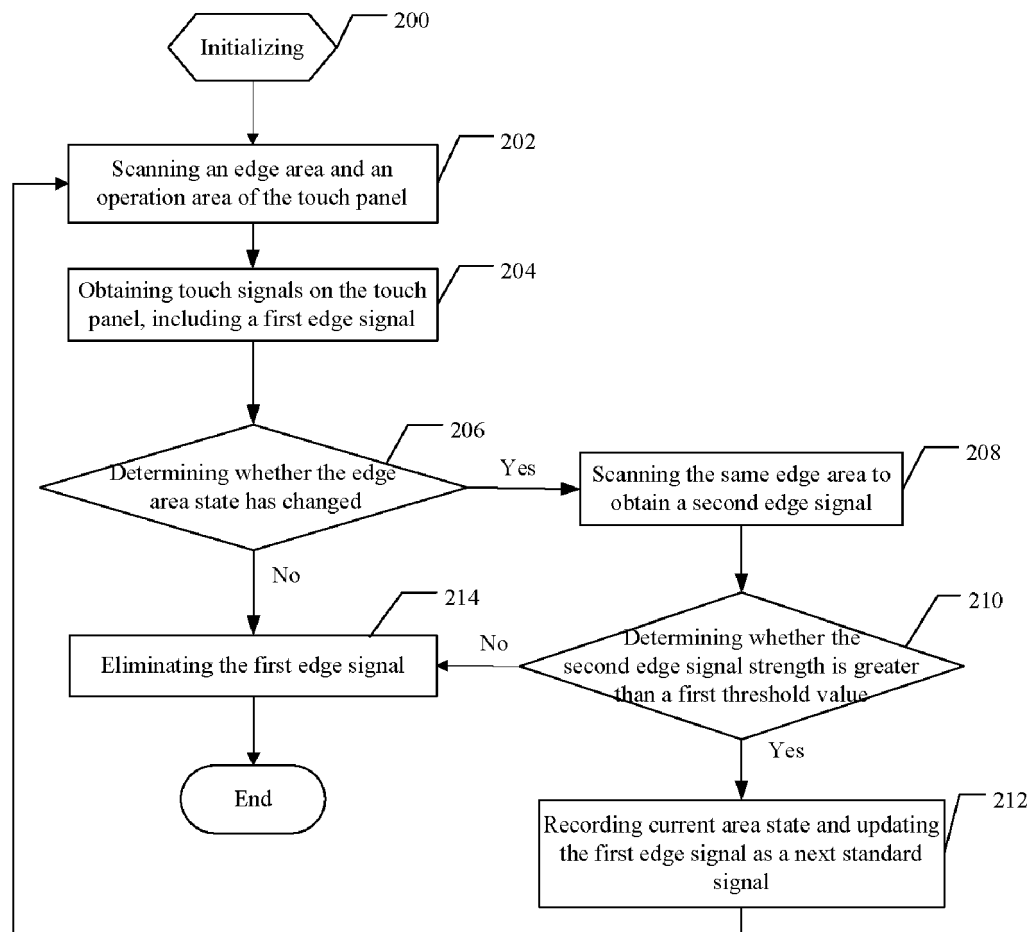 200
Initializing
202
Scanning an edge area and an
operation area of the touch panel
204
Obtaining touch signals on the touch
panel, including a first edge signal
206
Determining whether the edge
area state has changed
Yes
208
Scanning the same edge area to
obtain a second edge signal
No
210
Determining whether the
second edge signal strength is greater
than a first threshold value
No
214
Eliminating the first edge signal
Yes
End
212
Recording current area state and updating
the first edge signal as a next standard
signal